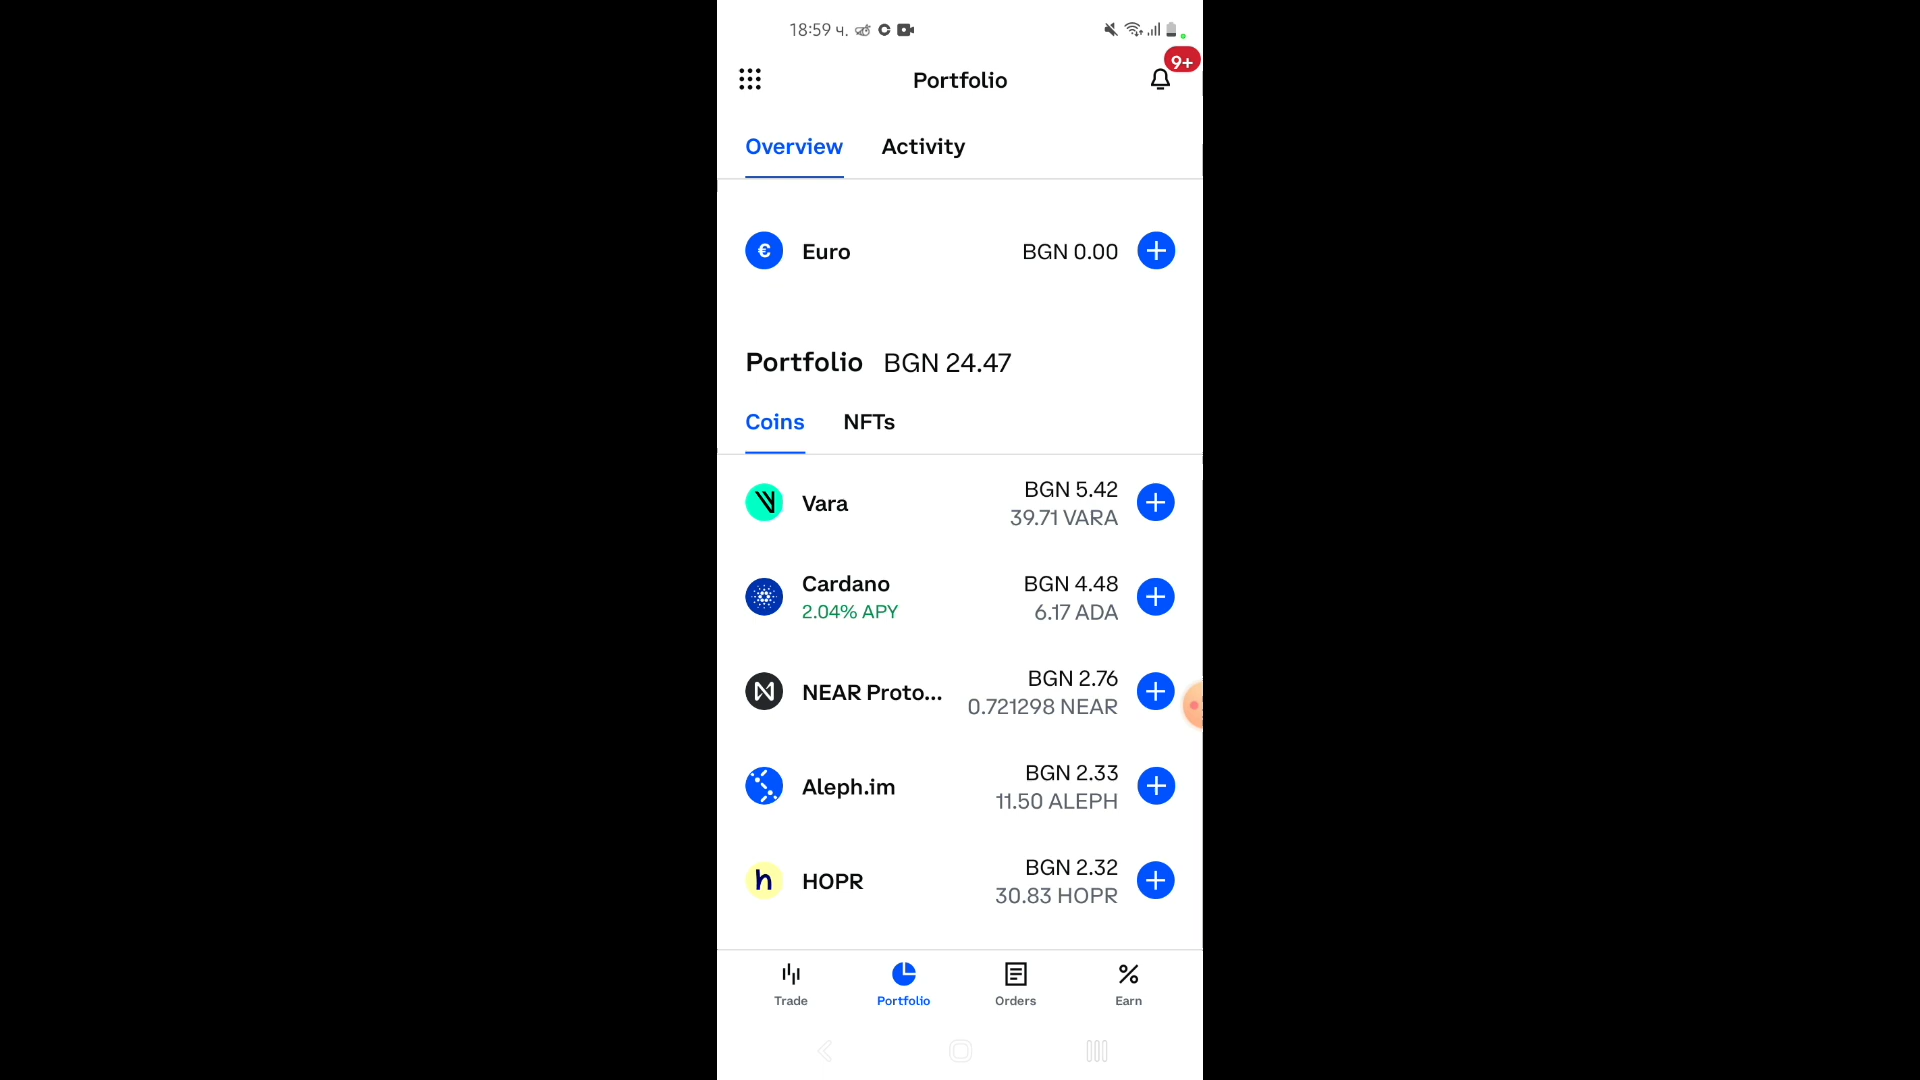 18:59 ч.
9+
Portfolio
Overview Activity
€ Euro BGN 0.00
Portfolio BGN 24.47
Coins NFTs
Vara BGN 5.42
39.71 VARA
Cardano BGN 4.48
2.04% APY 6.17 ADA
NEAR Proto... BGN 2.76
0.721298 NEAR
Aleph.im BGN 2.33
11.50 ALEPH
h HOPR BGN 2.32
30.83 HOPR
Trade Portfolio Orders Earn